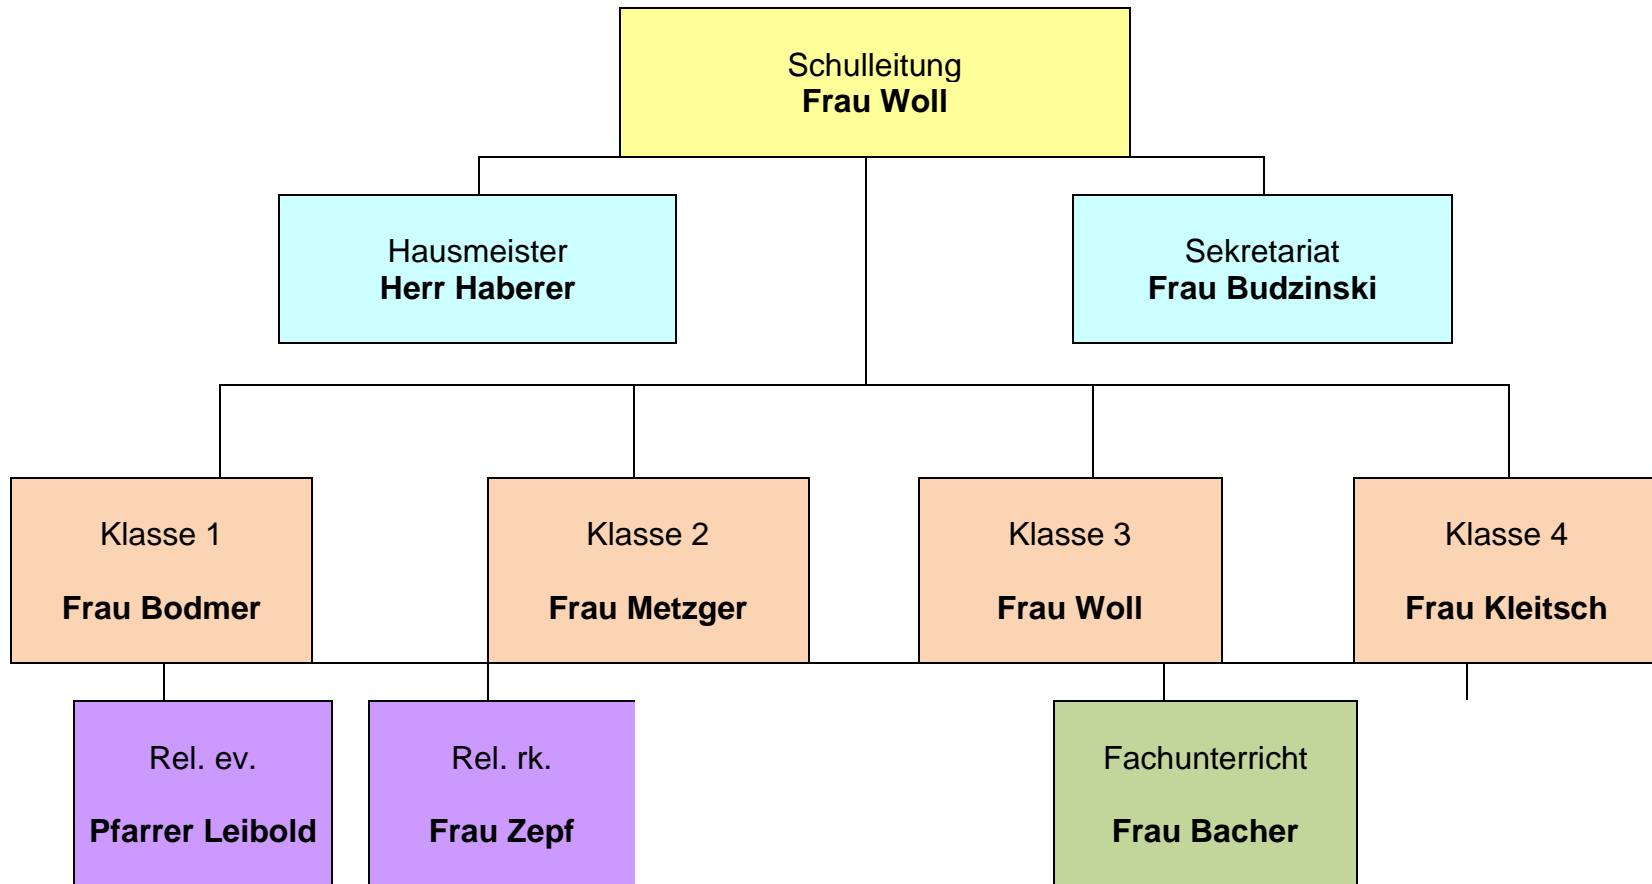 Schulleitung
Frau Woll
Hausmeister
Herr Haberer
Sekretariat
Frau Budzinski
Klasse 1
Frau Bodmer
Klasse 2
Frau Metzger
Klasse 3
Frau Woll
Klasse 4
Frau Kleitsch
Rel. ev.
Pfarrer Leibold
Rel. rk.
Frau Zepf
Fachunterricht
Frau Bacher